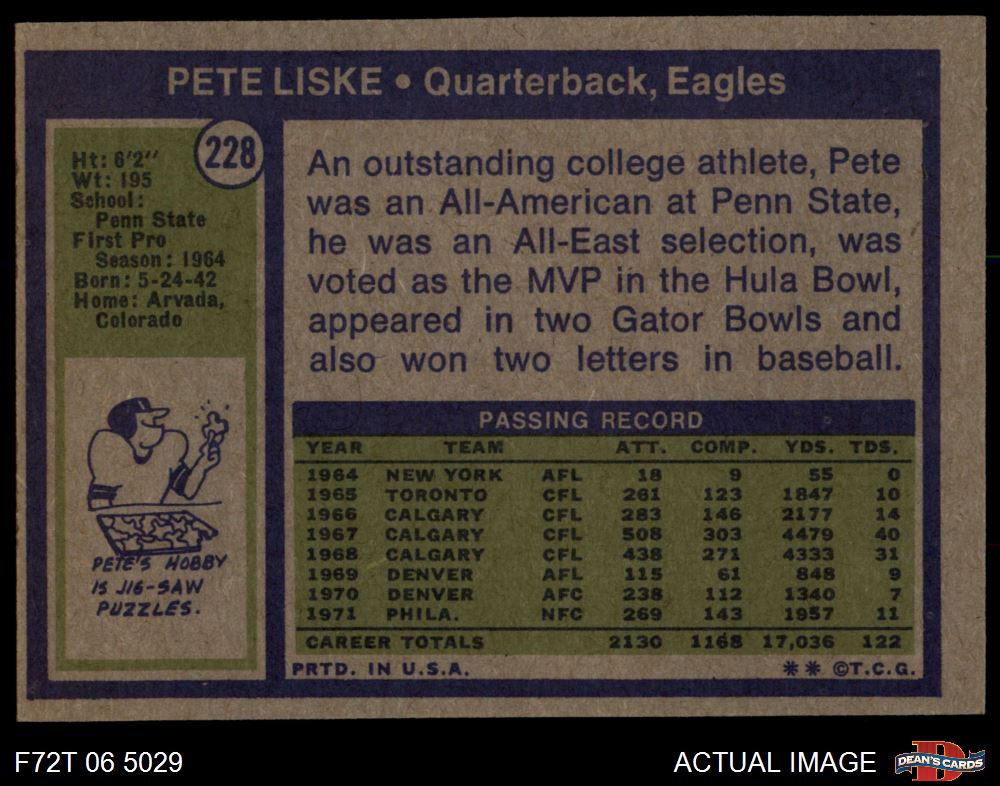 PETE LISKE • Quarterback, Eagles
228
Ht: 6'2''
Wt: 195
School:
Penn State
First Pro
Season: 1964
Born: 5-24-42
Home: Arvada,
Colorado
PETE'S HOBBY
IS JIG-SAW
PUZZLES.
An outstanding college athlete, Pete
was an All-American at Penn State,
he was an All-East selection, was
voted as the MVP in the Hula Bowl,
appeared in two Gator Bowls and
also won two letters in baseball.
PASSING RECORD
YEAR TEAM ATT. COMP. YDS. TDS.
1964 NEW YORK AFL 18 9 55 0
1965 TORONTO CFL 261 123 1847 10
1966 CALGARY CFL 283 146 2177 14
1967 CALGARY CFL 508 303 4479 40
1968 CALGARY CFL 438 271 4333 31
1969 DENVER AFL 115 61 848 9
1970 DENVER AFC 238 112 1340 7
1971 PHILA. NFC 269 143 1957 11
CAREER TOTALS 2130 1168 17,036 122
PRTD. IN U.S.A. ** ©T.C.G.
F72T 06 5029
ACTUAL IMAGE
D
DEAN'S CARDS